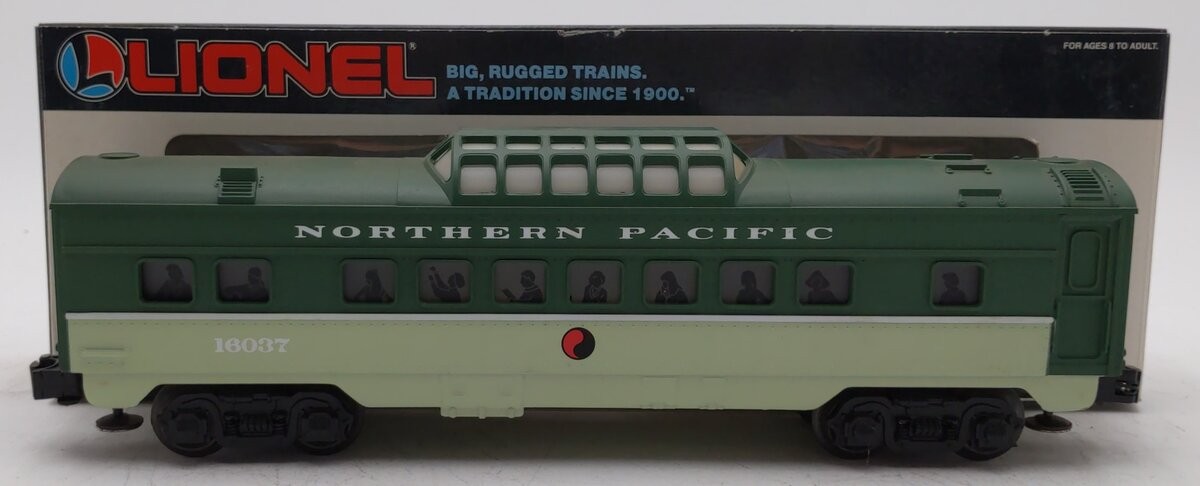 LIONEL®
BIG, RUGGED TRAINS.
A TRADITION SINCE 1900.™
FOR AGES 8 TO ADULT.
NORTHERN PACIFIC
16037